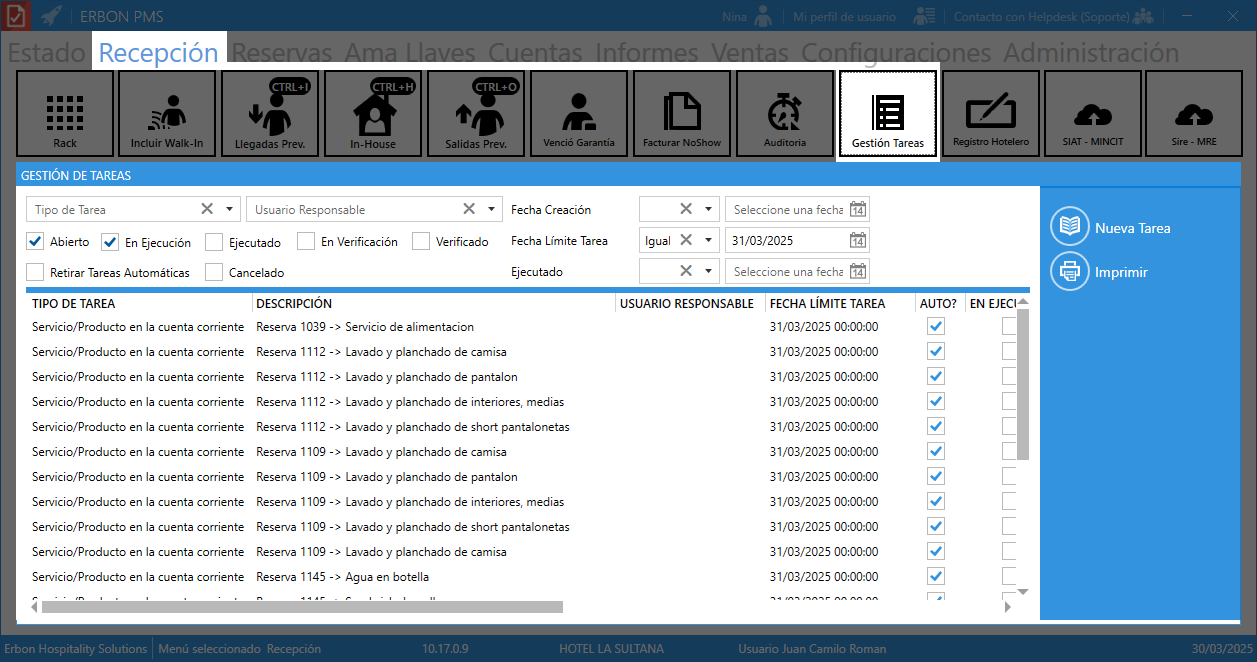 ERBON PMS
Nina
Mi perfil de usuario
Contacto con Helpdesk (Soporte)
Estado Recepción Reservas Ama Llaves Cuentas Informes Ventas Configuraciones Administración
CTRL+I CTRL+H CTRL+O
Rack Incluir Walk-In Llegadas Prev. In-House Salidas Prev. Venció Garantía Facturar NoShow Auditoria Gestión Tareas Registro Hotelero SIAT - MINCIT Sire - MRE
GESTIÓN DE TAREAS
Tipo de Tarea Usuario Responsable Fecha Creación Seleccione una fecha 14
Abierto En Ejecución Ejecutado En Verificación Verificado Fecha Límite Tarea Igual 31/03/2025 14
Retirar Tareas Automáticas Cancelado Ejecutado Seleccione una fecha 14
Nueva Tarea
Imprimir
TIPO DE TAREA DESCRIPCIÓN USUARIO RESPONSABLE FECHA LÍMITE TAREA AUTO? EN EJECU
Servicio/Producto en la cuenta corriente Reserva 1039 -> Servicio de alimentacion 31/03/2025 00:00:00
Servicio/Producto en la cuenta corriente Reserva 1112 -> Lavado y planchado de camisa 31/03/2025 00:00:00
Servicio/Producto en la cuenta corriente Reserva 1112 -> Lavado y planchado de pantalon 31/03/2025 00:00:00
Servicio/Producto en la cuenta corriente Reserva 1112 -> Lavado y planchado de interiores, medias 31/03/2025 00:00:00
Servicio/Producto en la cuenta corriente Reserva 1112 -> Lavado y planchado de short pantalonetas 31/03/2025 00:00:00
Servicio/Producto en la cuenta corriente Reserva 1109 -> Lavado y planchado de camisa 31/03/2025 00:00:00
Servicio/Producto en la cuenta corriente Reserva 1109 -> Lavado y planchado de pantalon 31/03/2025 00:00:00
Servicio/Producto en la cuenta corriente Reserva 1109 -> Lavado y planchado de interiores, medias 31/03/2025 00:00:00
Servicio/Producto en la cuenta corriente Reserva 1109 -> Lavado y planchado de short pantalonetas 31/03/2025 00:00:00
Servicio/Producto en la cuenta corriente Reserva 1109 -> Lavado y planchado de camisa 31/03/2025 00:00:00
Servicio/Producto en la cuenta corriente Reserva 1145 -> Agua en botella 31/03/2025 00:00:00
Erbon Hospitality Solutions Menú seleccionado Recepción 10.17.0.9 HOTEL LA SULTANA Usuario Juan Camilo Roman 30/03/2025